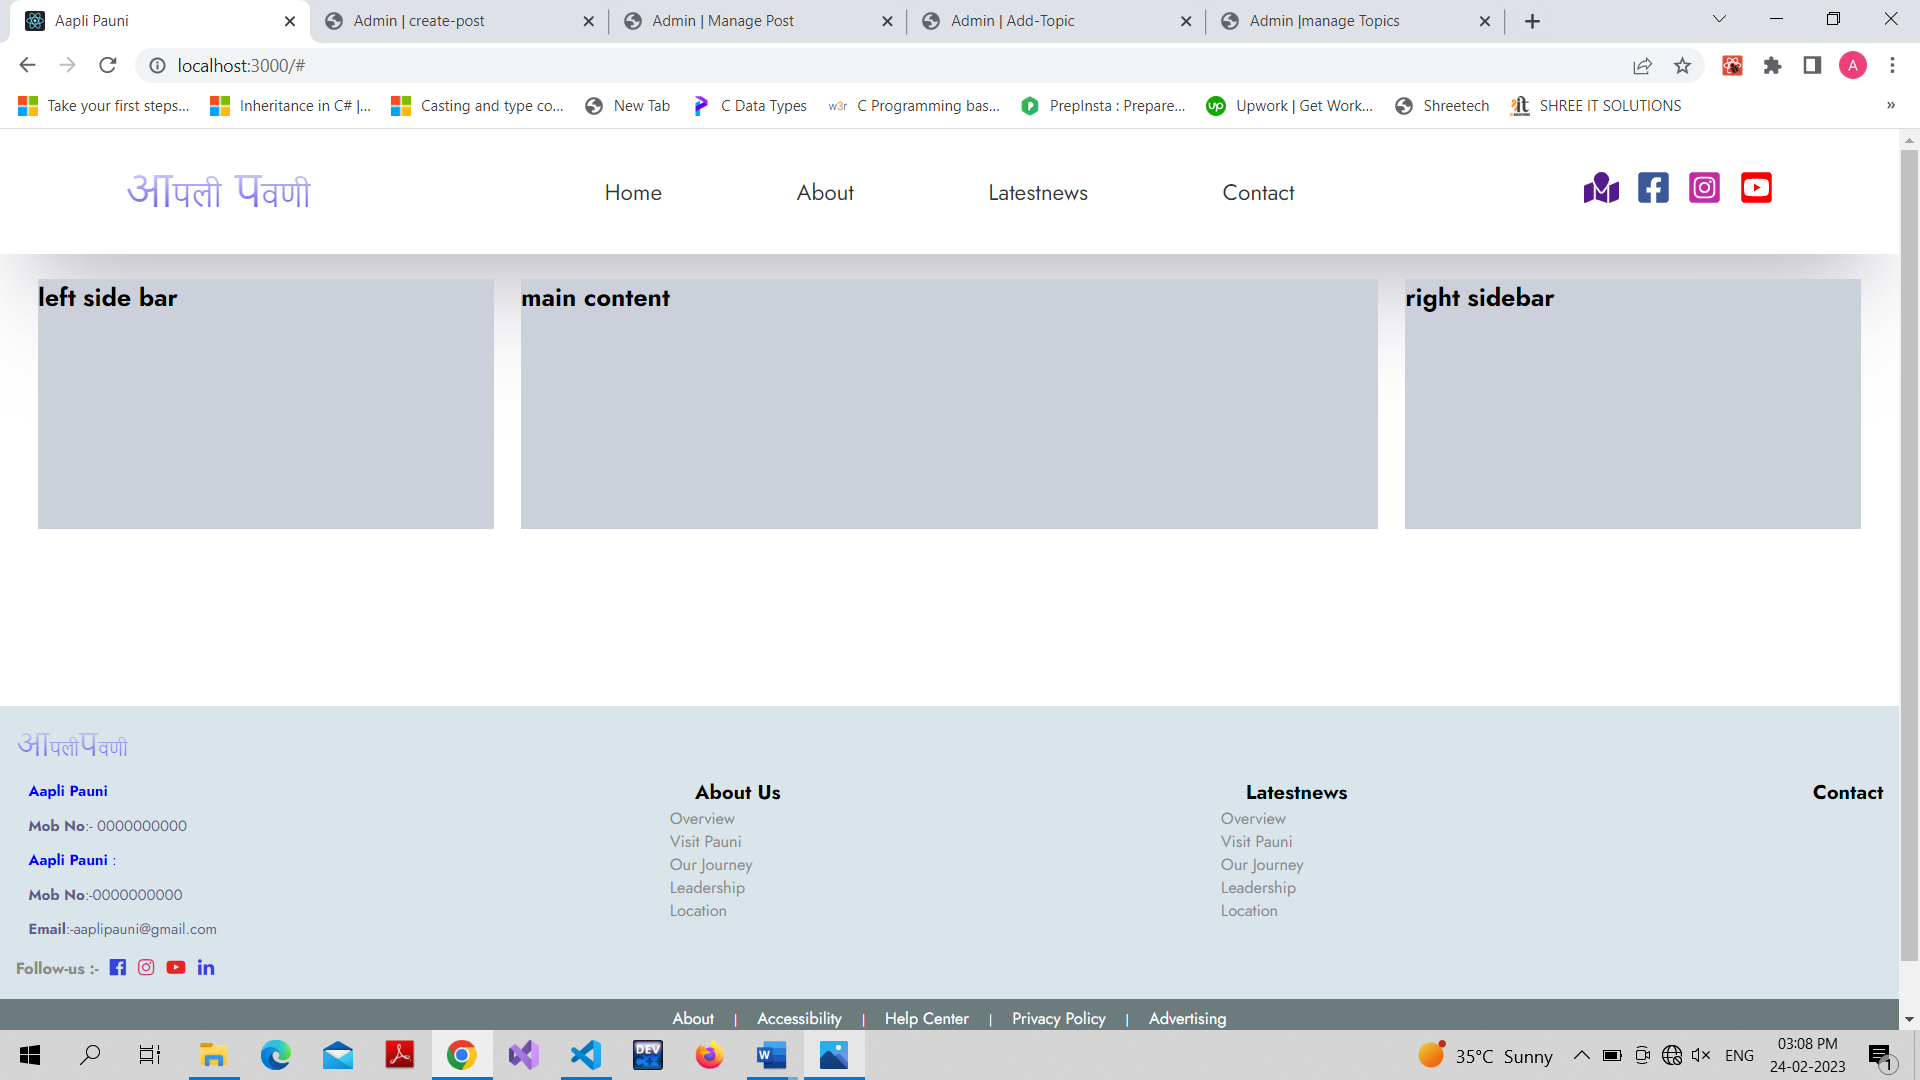 Aapli Pauni
Admin | create-post
Admin | Manage Post
Admin | Add-Topic
Admin |manage Topics
localhost:3000/#
A
Take your first steps...
Inheritance in C# |...
Casting and type co...
New Tab
C Data Types
w3r C Programming bas...
PrepInsta : Prepare...
up Upwork | Get Work...
Shreetech
SHREE IT SOLUTIONS
»
आपली पवणी
Home
About
Latestnews
Contact
left side bar
main content
right sidebar
आपलीपवणी
Aapli Pauni
Mob No:- 0000000000
Aapli Pauni :
Mob No:-0000000000
Email:-aaplipauni@gmail.com
Follow-us :-
About Us
Overview
Visit Pauni
Our Journey
Leadership
Location
Latestnews
Overview
Visit Pauni
Our Journey
Leadership
Location
Contact
About | Accessibility | Help Center | Privacy Policy | Advertising
DEV C++
35°C Sunny
ENG
03:08 PM
24-02-2023
1